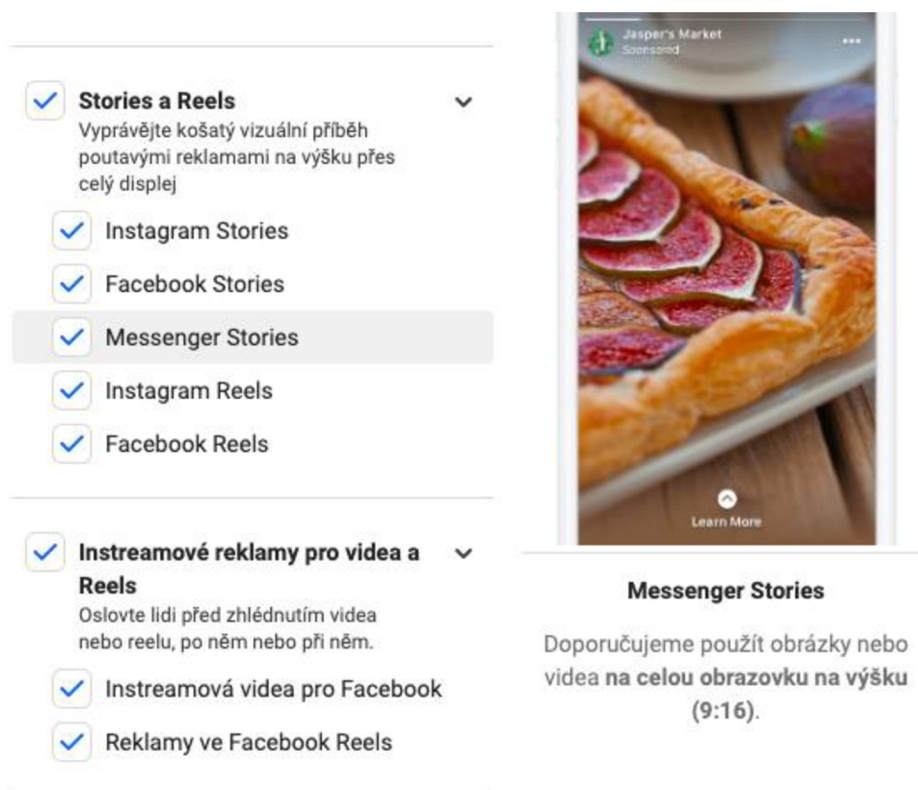 Stories a Reels
Vyprávějte košatý vizuální příběh
poutavými reklamami na výšku přes
celý displej
Instagram Stories
Facebook Stories
Messenger Stories
Instagram Reels
Facebook Reels
Instreamové reklamy pro videa a
Reels
Oslovte lidi před zhlédnutím videa
nebo reelu, po něm nebo při něm.
Instreamová videa pro Facebook
Reklamy ve Facebook Reels
Jasper's Market
Sponsored
Learn More
Messenger Stories
Doporučujeme použít obrázky nebo
videa na celou obrazovku na výšku
(9:16).